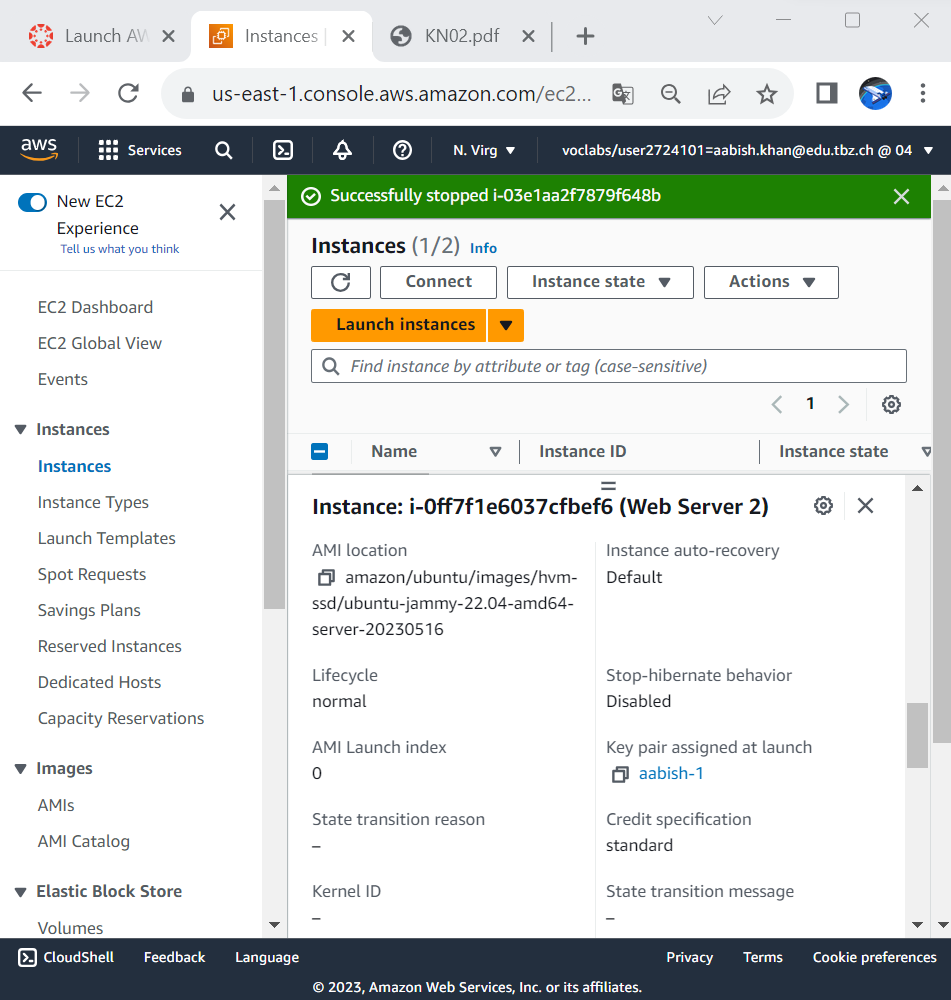 Launch AW
Instances |
KN02.pdf
us-east-1.console.aws.amazon.com/ec2...
aws
Services
N. Virg
voclabs/user2724101=aabish.khan@edu.tbz.ch @ 04
New EC2
Experience
Tell us what you think
EC2 Dashboard
EC2 Global View
Events
Instances
Instances
Instance Types
Launch Templates
Spot Requests
Savings Plans
Reserved Instances
Dedicated Hosts
Capacity Reservations
Images
AMIs
AMI Catalog
Elastic Block Store
Volumes
Successfully stopped i-03e1aa2f7879f648b
Instances (1/2) Info
Connect
Instance state
Actions
Launch instances
Find instance by attribute or tag (case-sensitive)
1
Name
Instance ID
Instance state
Instance: i-0ff7f1e6037cfbef6 (Web Server 2)
AMI location
amazon/ubuntu/images/hvm-
ssd/ubuntu-jammy-22.04-amd64-
server-20230516
Instance auto-recovery
Default
Lifecycle
normal
Stop-hibernate behavior
Disabled
AMI Launch index
0
Key pair assigned at launch
aabish-1
State transition reason
–
Credit specification
standard
Kernel ID
–
State transition message
–
CloudShell
Feedback
Language
Privacy
Terms
Cookie preferences
© 2023, Amazon Web Services, Inc. or its affiliates.